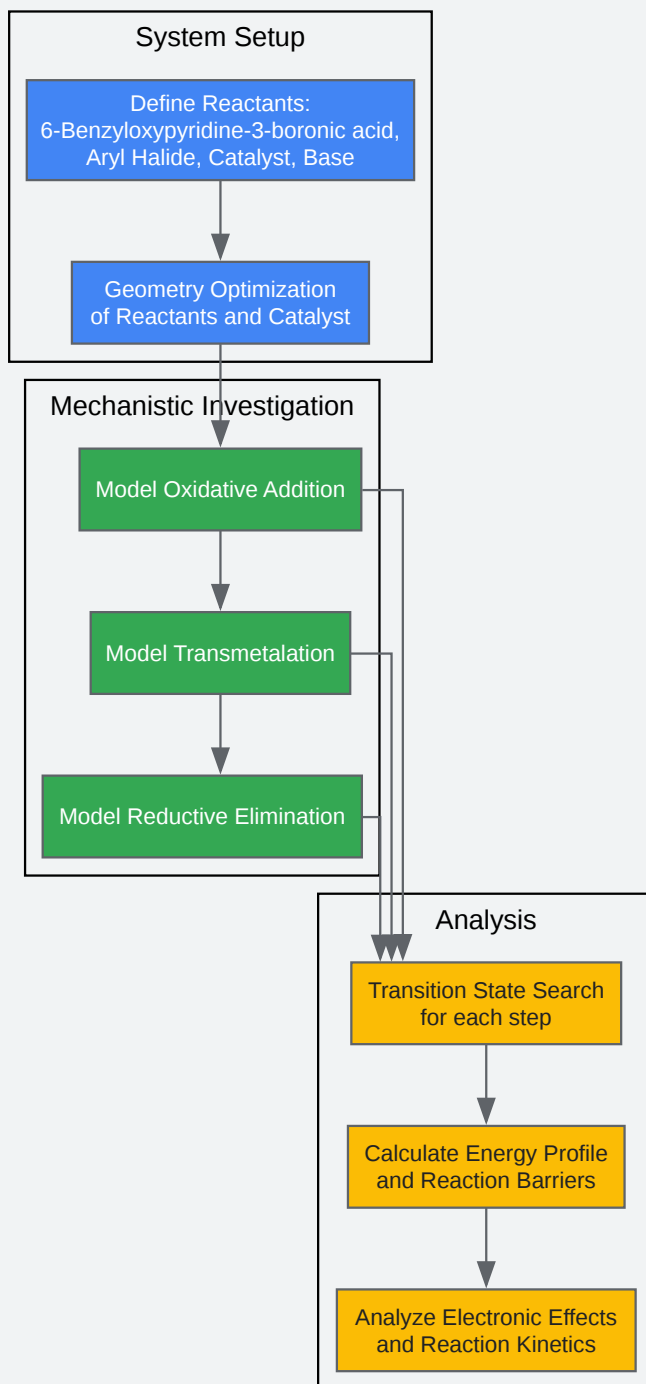 System Setup
Define Reactants:
6-Benzyloxypyridine-3-boronic acid,
Aryl Halide, Catalyst, Base
Geometry Optimization
of Reactants and Catalyst
Mechanistic Investigation
Model Oxidative Addition
Model Transmetalation
Model Reductive Elimination
Analysis
Transition State Search
for each step
Calculate Energy Profile
and Reaction Barriers
Analyze Electronic Effects
and Reaction Kinetics